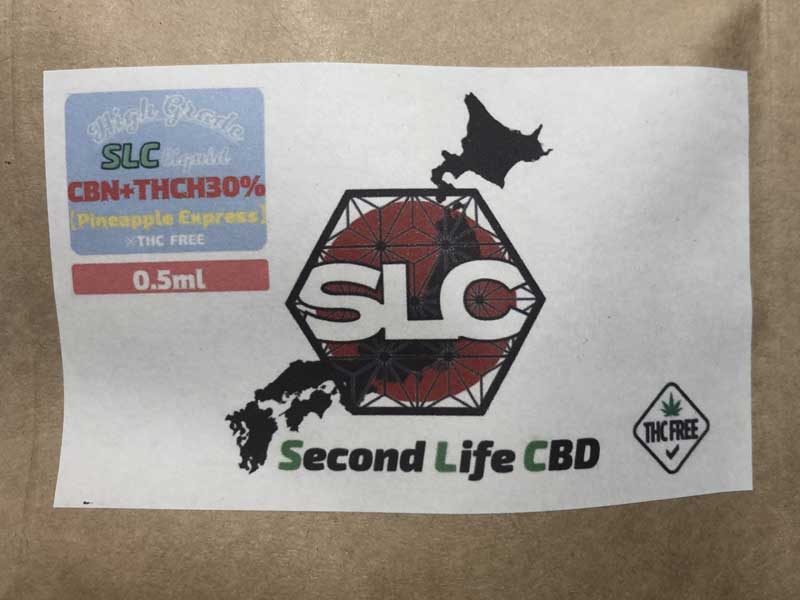 High Grade
SLC liquid
CBN+THCH30%
【Pineapple Express】
※THC FREE
0.5ml
SLC
Second Life CBD
THC FREE